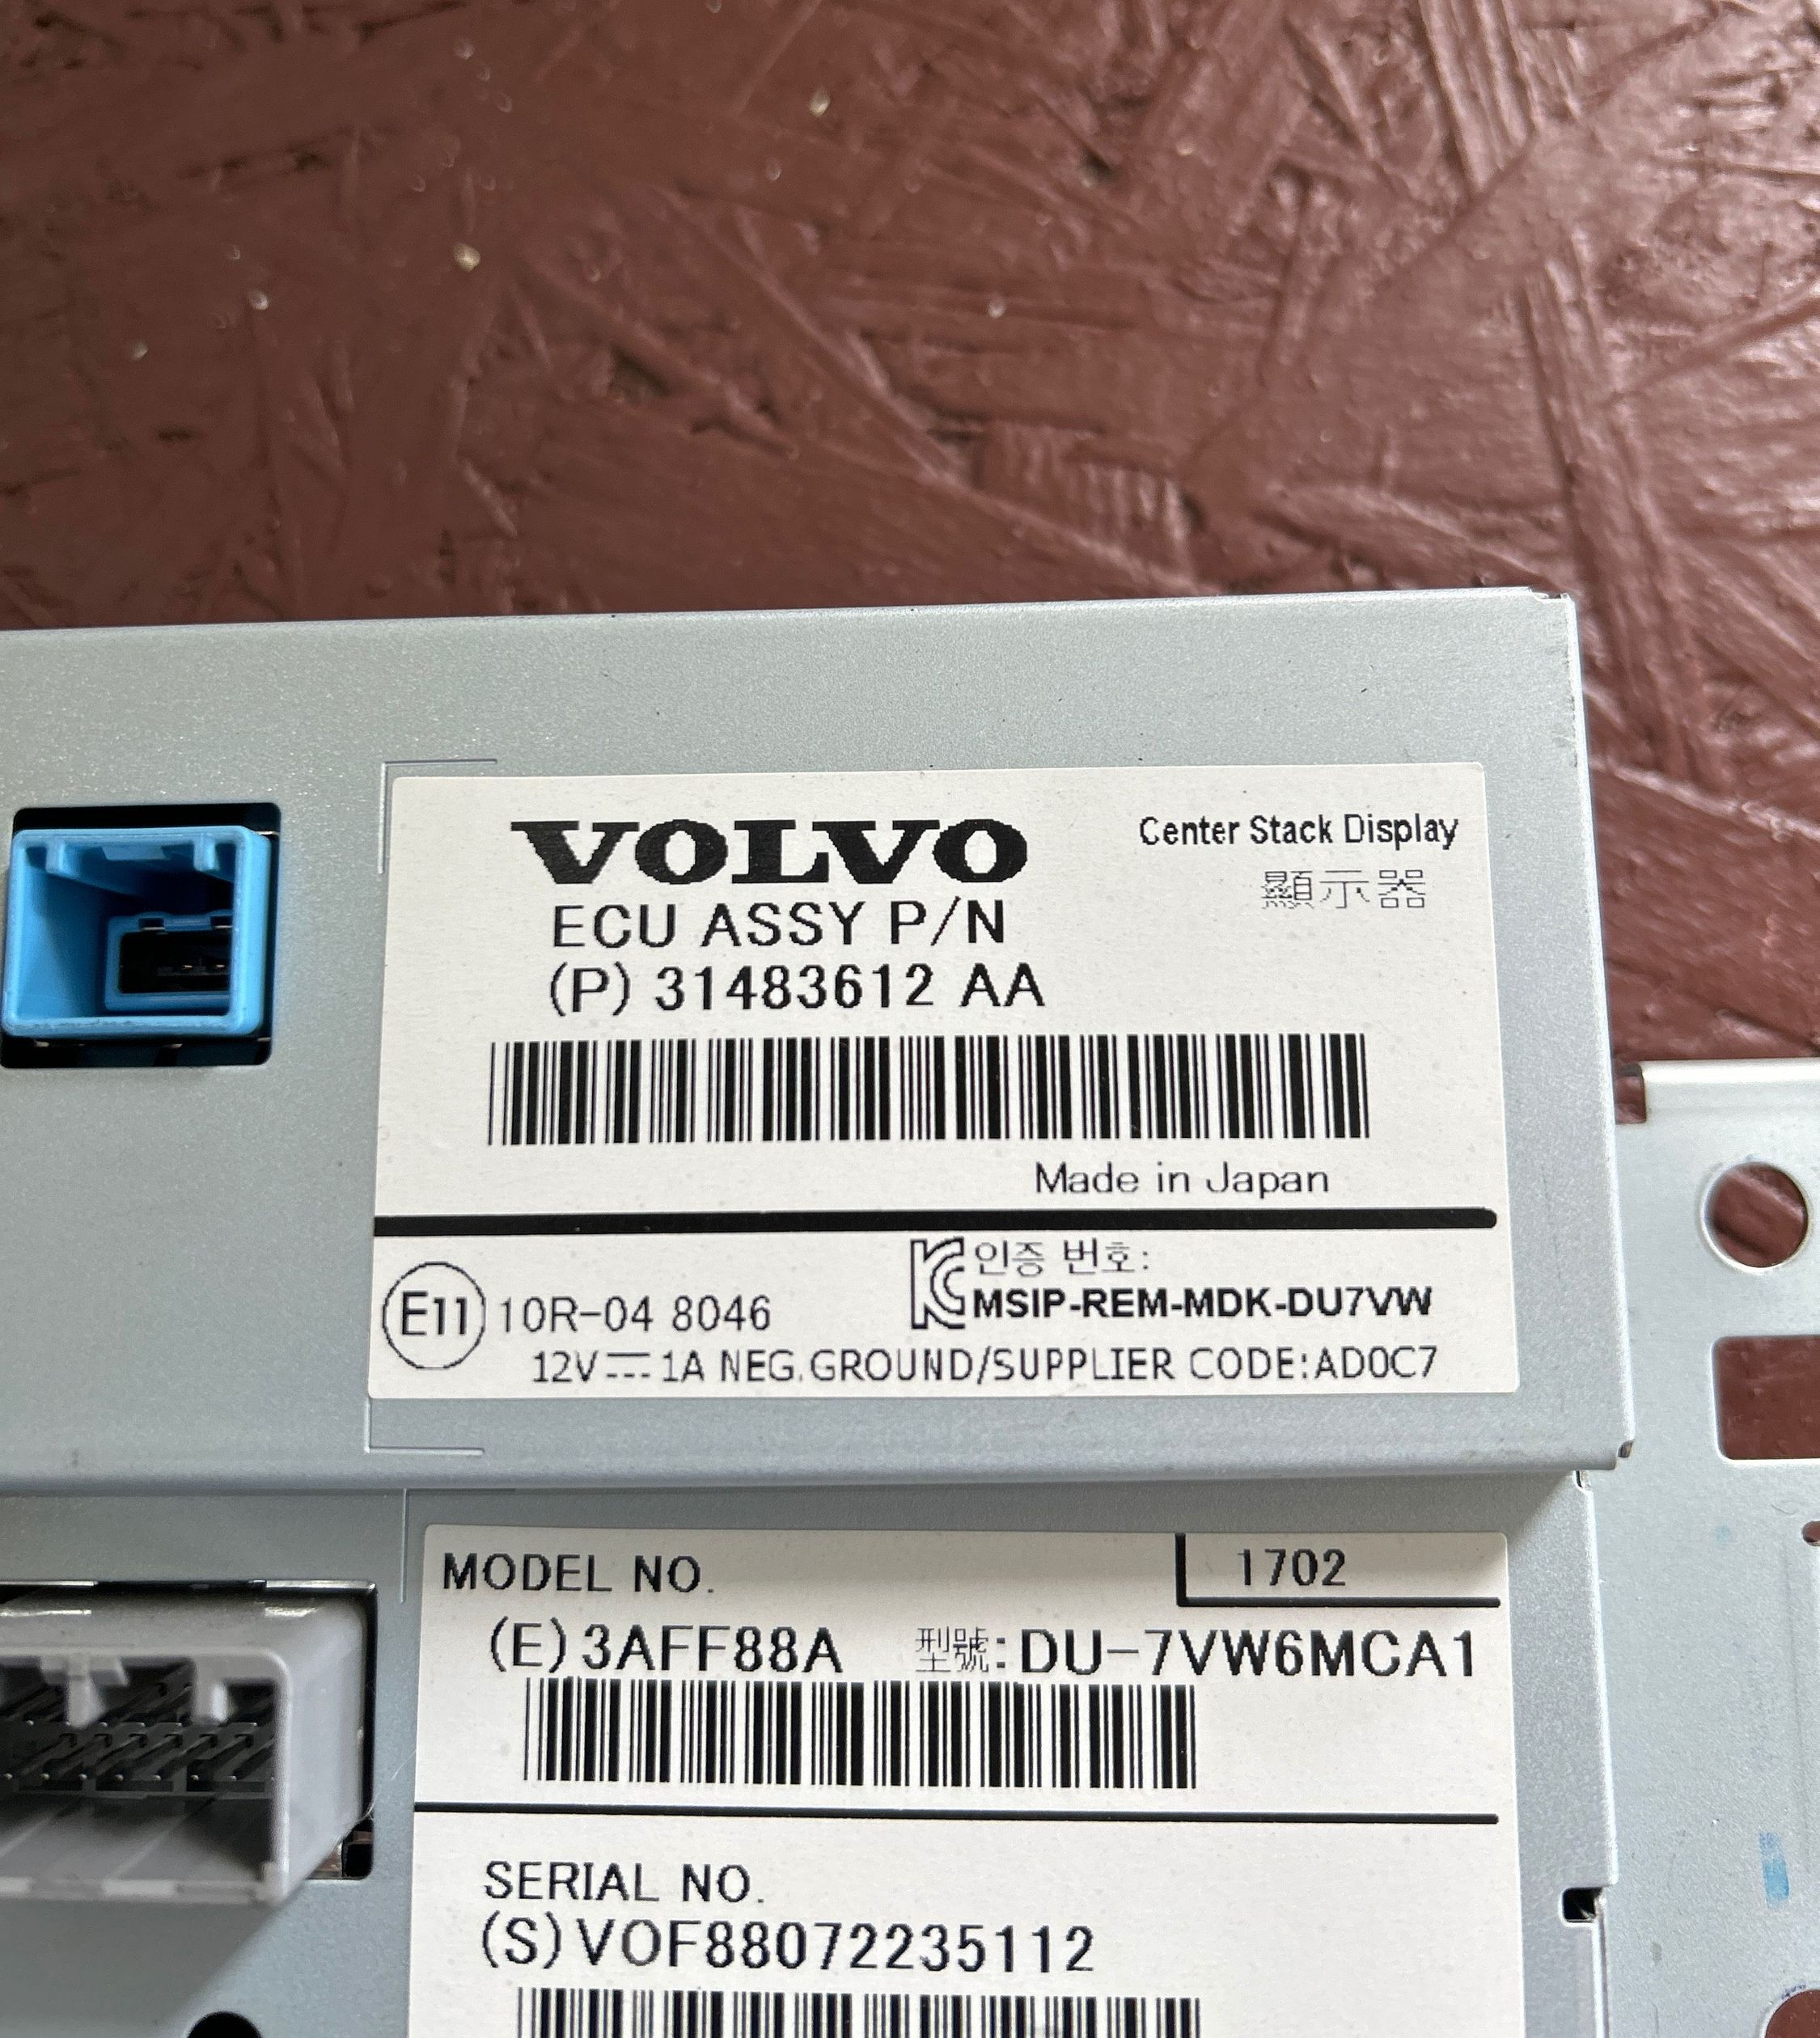 VOLVO
Center Stack Display
顯示器
ECU ASSY P/N
(P) 31483612 AA
Made in Japan
E11 10R-04 8046
KC 인증 번호:
MSIP-REM-MDK-DU7VW
12V⎓1A NEG.GROUND/SUPPLIER CODE:AD0C7
MODEL NO.
1702
(E)3AFF88A 型號:DU-7VW6MCA1
SERIAL NO.
(S)VOF88072235112